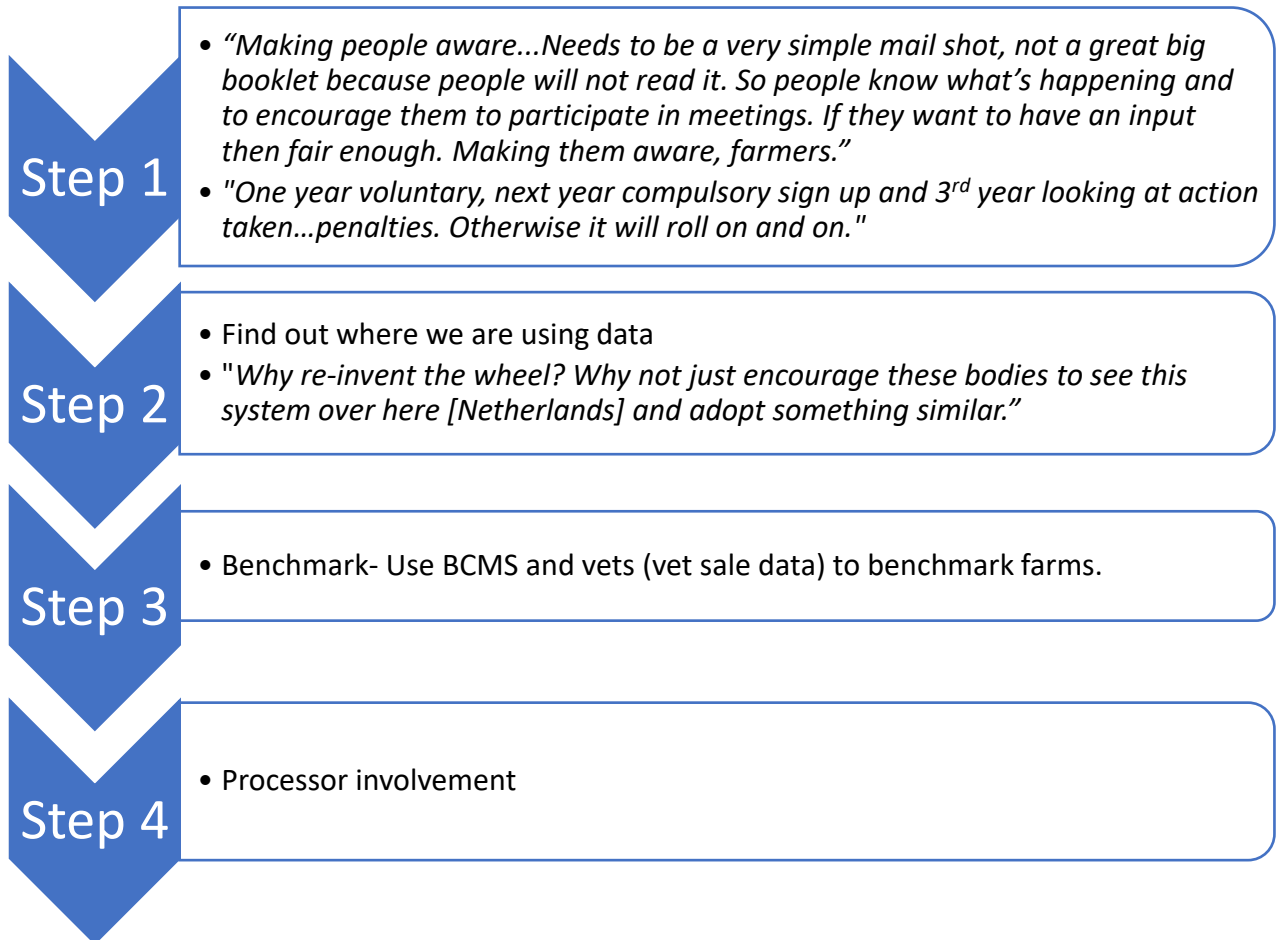 Step 1
• “Making people aware...Needs to be a very simple mail shot, not a great big
booklet because people will not read it. So people know what’s happening and
to encourage them to participate in meetings. If they want to have an input
then fair enough. Making them aware, farmers.”
• "One year voluntary, next year compulsory sign up and 3rd year looking at action
taken…penalties. Otherwise it will roll on and on."
Step 2
• Find out where we are using data
• "Why re-invent the wheel? Why not just encourage these bodies to see this
system over here [Netherlands] and adopt something similar.”
Step 3
• Benchmark- Use BCMS and vets (vet sale data) to benchmark farms.
Step 4
• Processor involvement